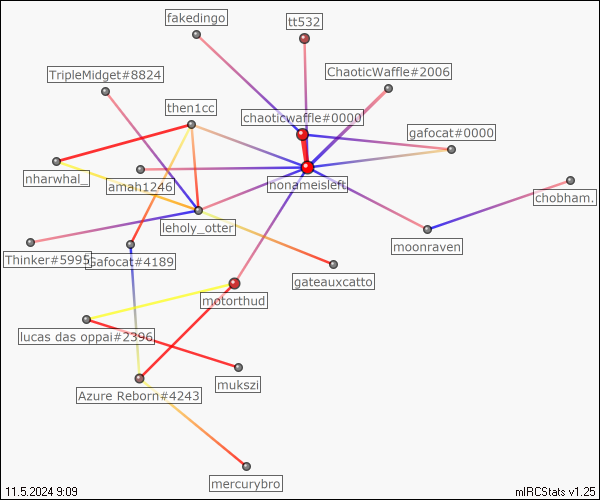 fakedingo
tt532
TripleMidget#8824
ChaoticWaffle#2006
then1cc
chaoticwaffle#0000
gafocat#0000
nharwhal_
amah1246
nonameisleft
chobham.
leholy_otter
moonraven
Thinker#5995
Gafocat#4189
gateauxcatto
motorthud
lucas das oppai#2396
mukszi
Azure Reborn#4243
mercurybro
11.5.2024 9:09
mIRCStats v1.25